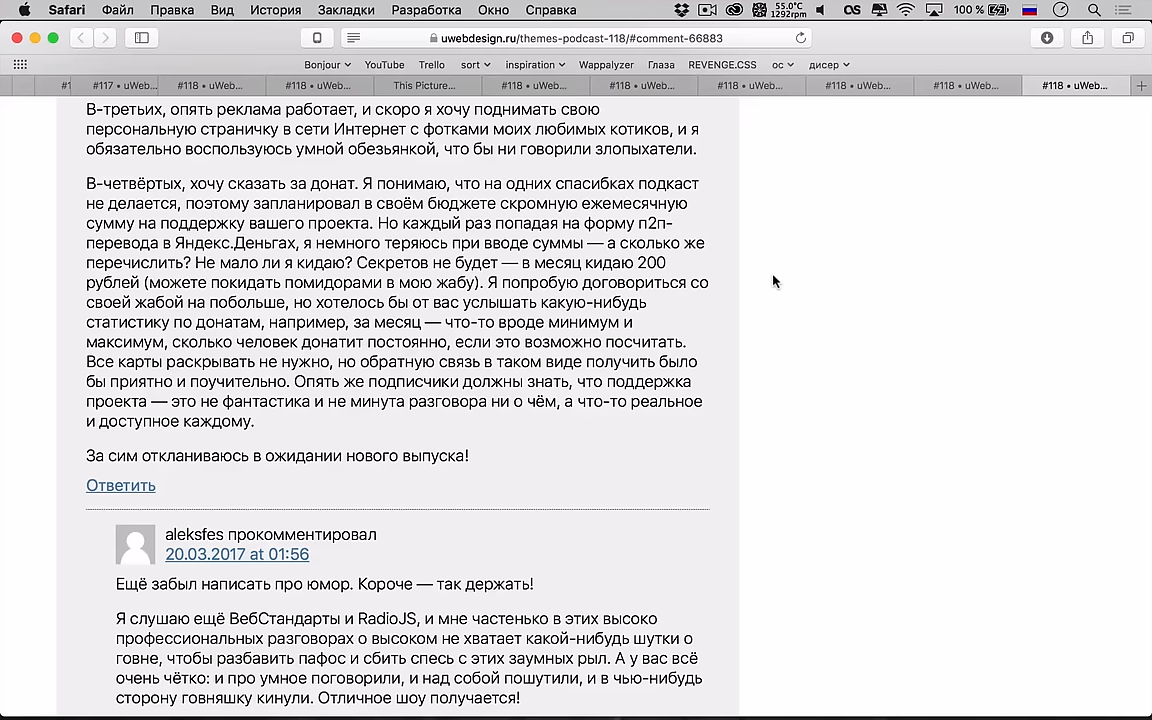 Safari Файл Правка Вид История Закладки Разработка Окно Справка 55.0°C 1292rpm 100 %
uwebdesign.ru/themes-podcast-118/#comment-66883
Bonjour YouTube Trello sort inspiration Wappalyzer Глаза REVENGE.CSS ос дисер
#1 #117 • uWeb... #118 • uWeb... #118 • uWeb... This Picture... #118 • uWeb... #118 • uWeb... #118 • uWeb... #118 • uWeb... #118 • uWeb... #118 • uWeb...
В-третьих, опять реклама работает, и скоро я хочу поднимать свою
персональную страничку в сети Интернет с фотками моих любимых котиков, и я
обязательно воспользуюсь умной обезьянкой, что бы ни говорили злопыхатели.
В-четвёртых, хочу сказать за донат. Я понимаю, что на одних спасибках подкаст
не делается, поэтому запланировал в своём бюджете скромную ежемесячную
сумму на поддержку вашего проекта. Но каждый раз попадая на форму п2п-
перевода в Яндекс.Деньгах, я немного теряюсь при вводе суммы — а сколько же
перечислить? Не мало ли я кидаю? Секретов не будет — в месяц кидаю 200
рублей (можете покидать помидорами в мою жабу). Я попробую договориться со
своей жабой на побольше, но хотелось бы от вас услышать какую-нибудь
статистику по донатам, например, за месяц — что-то вроде минимум и
максимум, сколько человек донатит постоянно, если это возможно посчитать.
Все карты раскрывать не нужно, но обратную связь в таком виде получить было
бы приятно и поучительно. Опять же подписчики должны знать, что поддержка
проекта — это не фантастика и не минута разговора ни о чём, а что-то реальное
и доступное каждому.
За сим откланиваюсь в ожидании нового выпуска!
Ответить
aleksfes прокомментировал
20.03.2017 at 01:56
Ещё забыл написать про юмор. Короче — так держать!
Я слушаю ещё ВебСтандарты и RadioJS, и мне частенько в этих высоко
профессиональных разговорах о высоком не хватает какой-нибудь шутки о
говне, чтобы разбавить пафос и сбить спесь с этих заумных рыл. А у вас всё
очень чётко: и про умное поговорили, и над собой пошутили, и в чью-нибудь
сторону говняшку кинули. Отличное шоу получается!